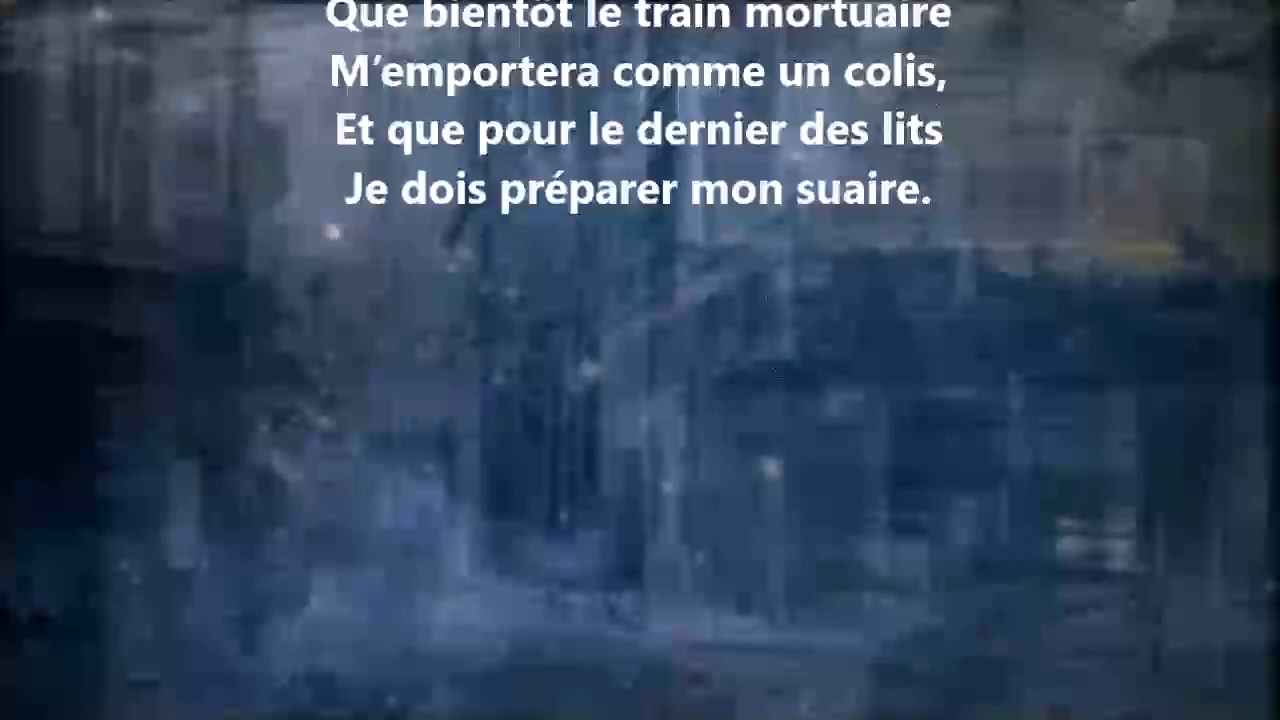 Que bientôt le train mortuaire
M’emportera comme un colis,
Et que pour le dernier des lits
Je dois préparer mon suaire.